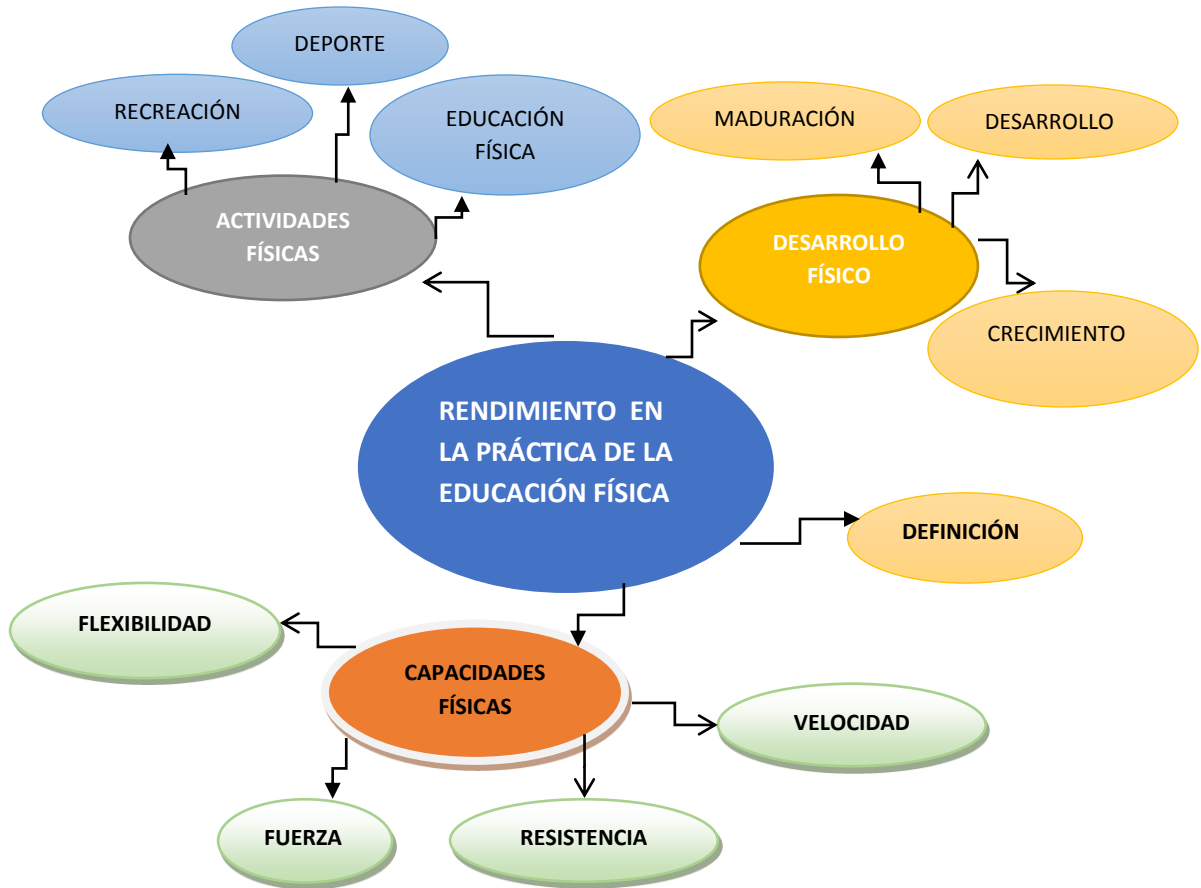 DEPORTE
RECREACIÓN
EDUCACIÓN
FÍSICA
ACTIVIDADES
FÍSICAS
MADURACIÓN
DESARROLLO
DESARROLLO
FÍSICO
CRECIMIENTO
RENDIMIENTO EN
LA PRÁCTICA DE LA
EDUCACIÓN FÍSICA
DEFINICIÓN
FLEXIBILIDAD
CAPACIDADES
FÍSICAS
VELOCIDAD
FUERZA
RESISTENCIA